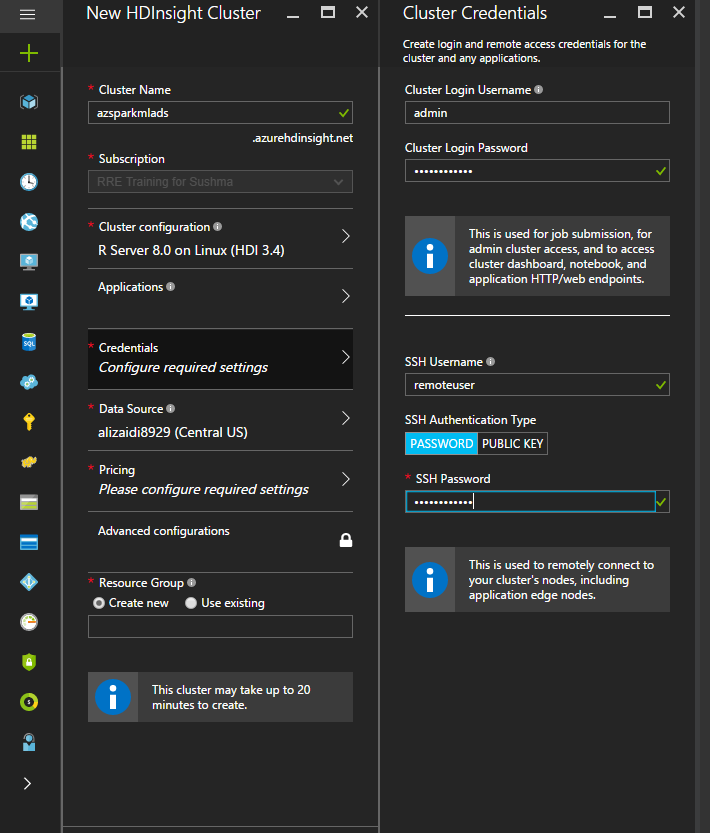 New HDInsight Cluster
* Cluster Name
azsparkmlads
.azurehdinsight.net
* Subscription
RRE Training for Sushma
* Cluster configuration
R Server 8.0 on Linux (HDI 3.4)
Applications
* Credentials
Configure required settings
* Data Source
alizaidi8929 (Central US)
* Pricing
Please configure required settings
Advanced configurations
* Resource Group
Create new Use existing
This cluster may take up to 20
minutes to create.
Cluster Credentials
Create login and remote access credentials for the
cluster and any applications.
Cluster Login Username
admin
Cluster Login Password
••••••••••••
This is used for job submission, for
admin cluster access, and to access
cluster dashboard, notebook, and
application HTTP/web endpoints.
SSH Username
remoteuser
SSH Authentication Type
PASSWORD PUBLIC KEY
* SSH Password
••••••••••••
This is used to remotely connect to
your cluster's nodes, including
application edge nodes.
SQL